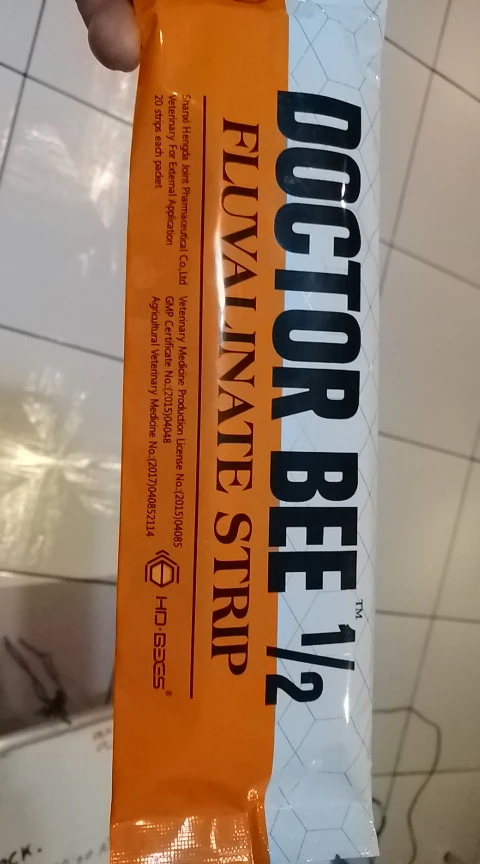 DOCTOR BEE™ 1/2
FLUVALINATE STRIP
Shanxi Hengda Joint Pharmaceutical Co.,Ltd
Veterinary For External Application
20 strips each packet
Veterinary Medicine Production License No.:(2015)04085
GMP Certificate No.:(2015)04048
Agricultural Veterinary Medicine No.:(2017)040852114
HD·BEES®
OCK.